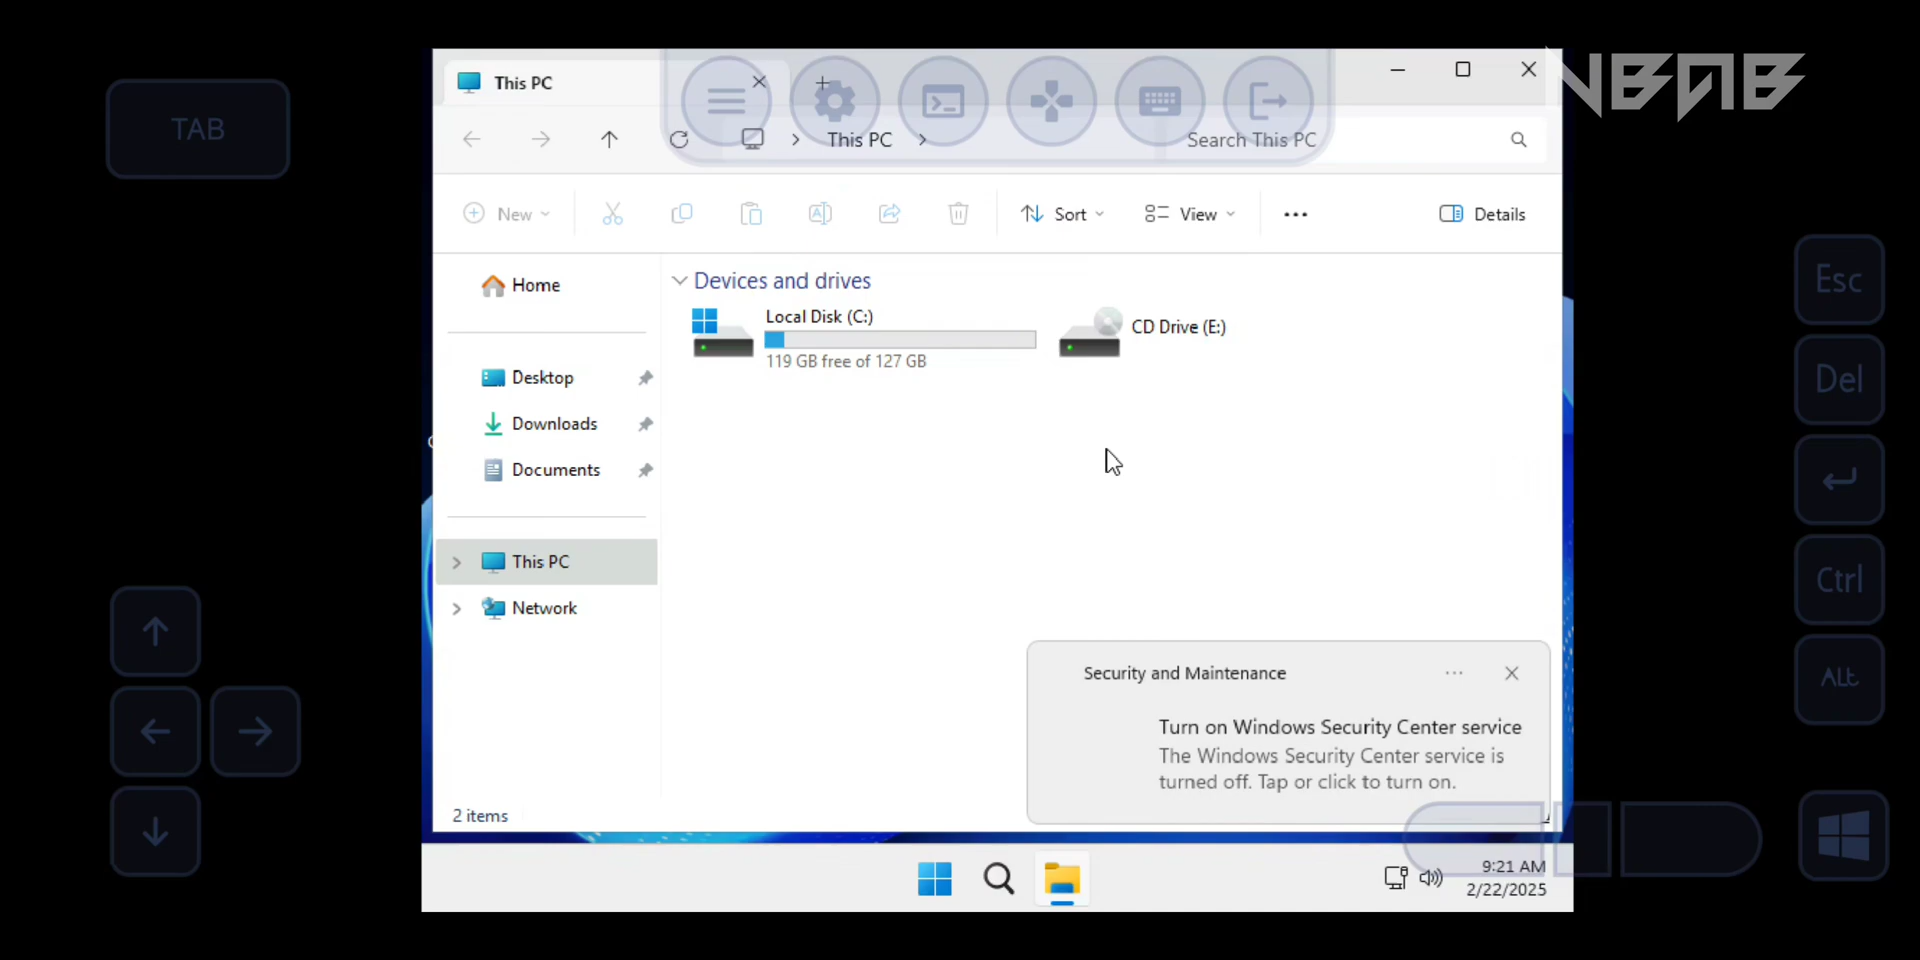 TAB
This PC
This PC
Search This PC
New
Sort
View
Details
Home
Desktop
Downloads
Documents
This PC
Network
Devices and drives
Local Disk (C:)
119 GB free of 127 GB
CD Drive (E:)
Security and Maintenance
Turn on Windows Security Center service
The Windows Security Center service is
turned off. Tap or click to turn on.
2 items
9:21 AM
2/22/2025
Esc
Del
Ctrl
ALt